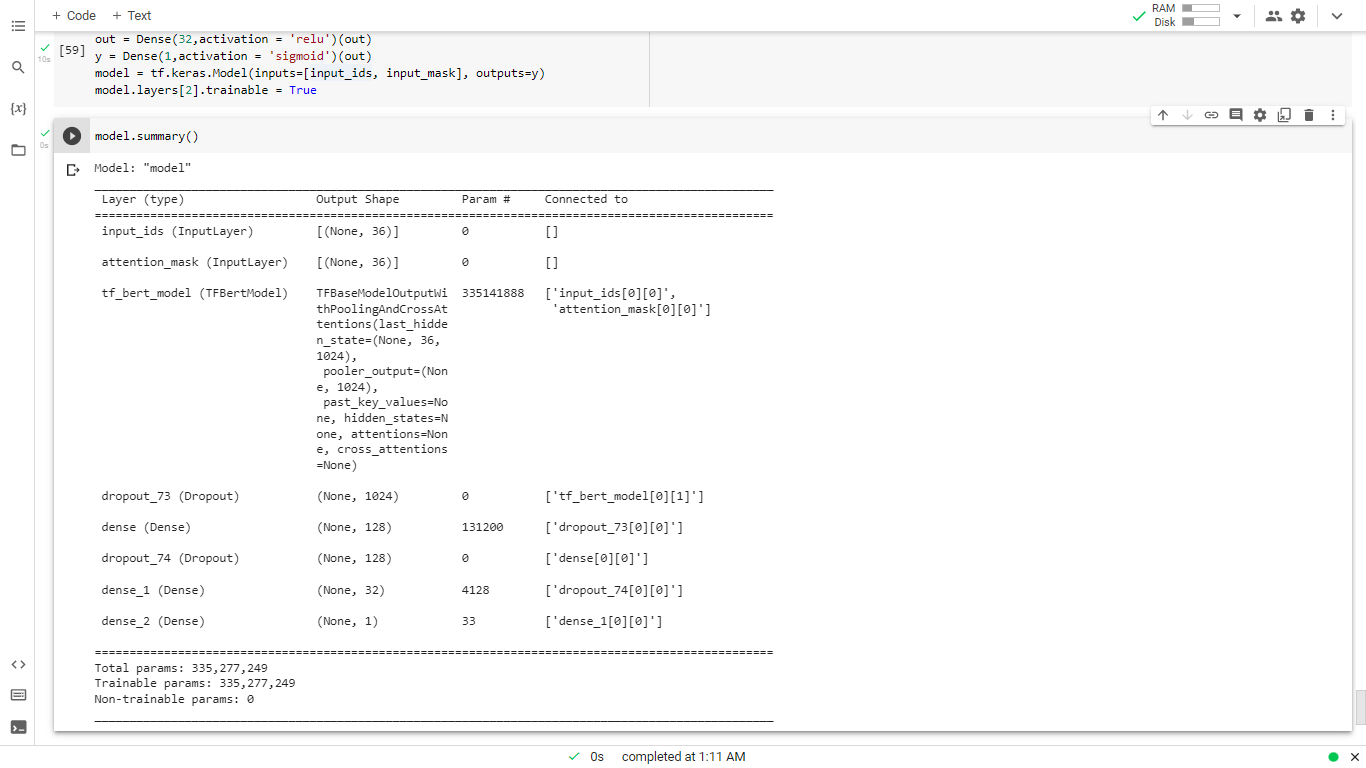 + Code + Text
RAM
Disk
{x}
[59]
10s
out = Dense(32,activation = 'relu')(out)
y = Dense(1,activation = 'sigmoid')(out)
model = tf.keras.Model(inputs=[input_ids, input_mask], outputs=y)
model.layers[2].trainable = True
0s
model.summary()
Model: "model"
Layer (type) Output Shape Param # Connected to
input_ids (InputLayer) [(None, 36)] 0 []
attention_mask (InputLayer) [(None, 36)] 0 []
tf_bert_model (TFBertModel) TFBaseModelOutputWi 335141888 ['input_ids[0][0]',
thPoolingAndCrossAt 'attention_mask[0][0]']
tentions(last_hidde
n_state=(None, 36,
1024),
pooler_output=(Non
e, 1024),
past_key_values=No
ne, hidden_states=N
one, attentions=Non
e, cross_attentions
=None)
dropout_73 (Dropout) (None, 1024) 0 ['tf_bert_model[0][1]']
dense (Dense) (None, 128) 131200 ['dropout_73[0][0]']
dropout_74 (Dropout) (None, 128) 0 ['dense[0][0]']
dense_1 (Dense) (None, 32) 4128 ['dropout_74[0][0]']
dense_2 (Dense) (None, 1) 33 ['dense_1[0][0]']
Total params: 335,277,249
Trainable params: 335,277,249
Non-trainable params: 0
0s completed at 1:11 AM